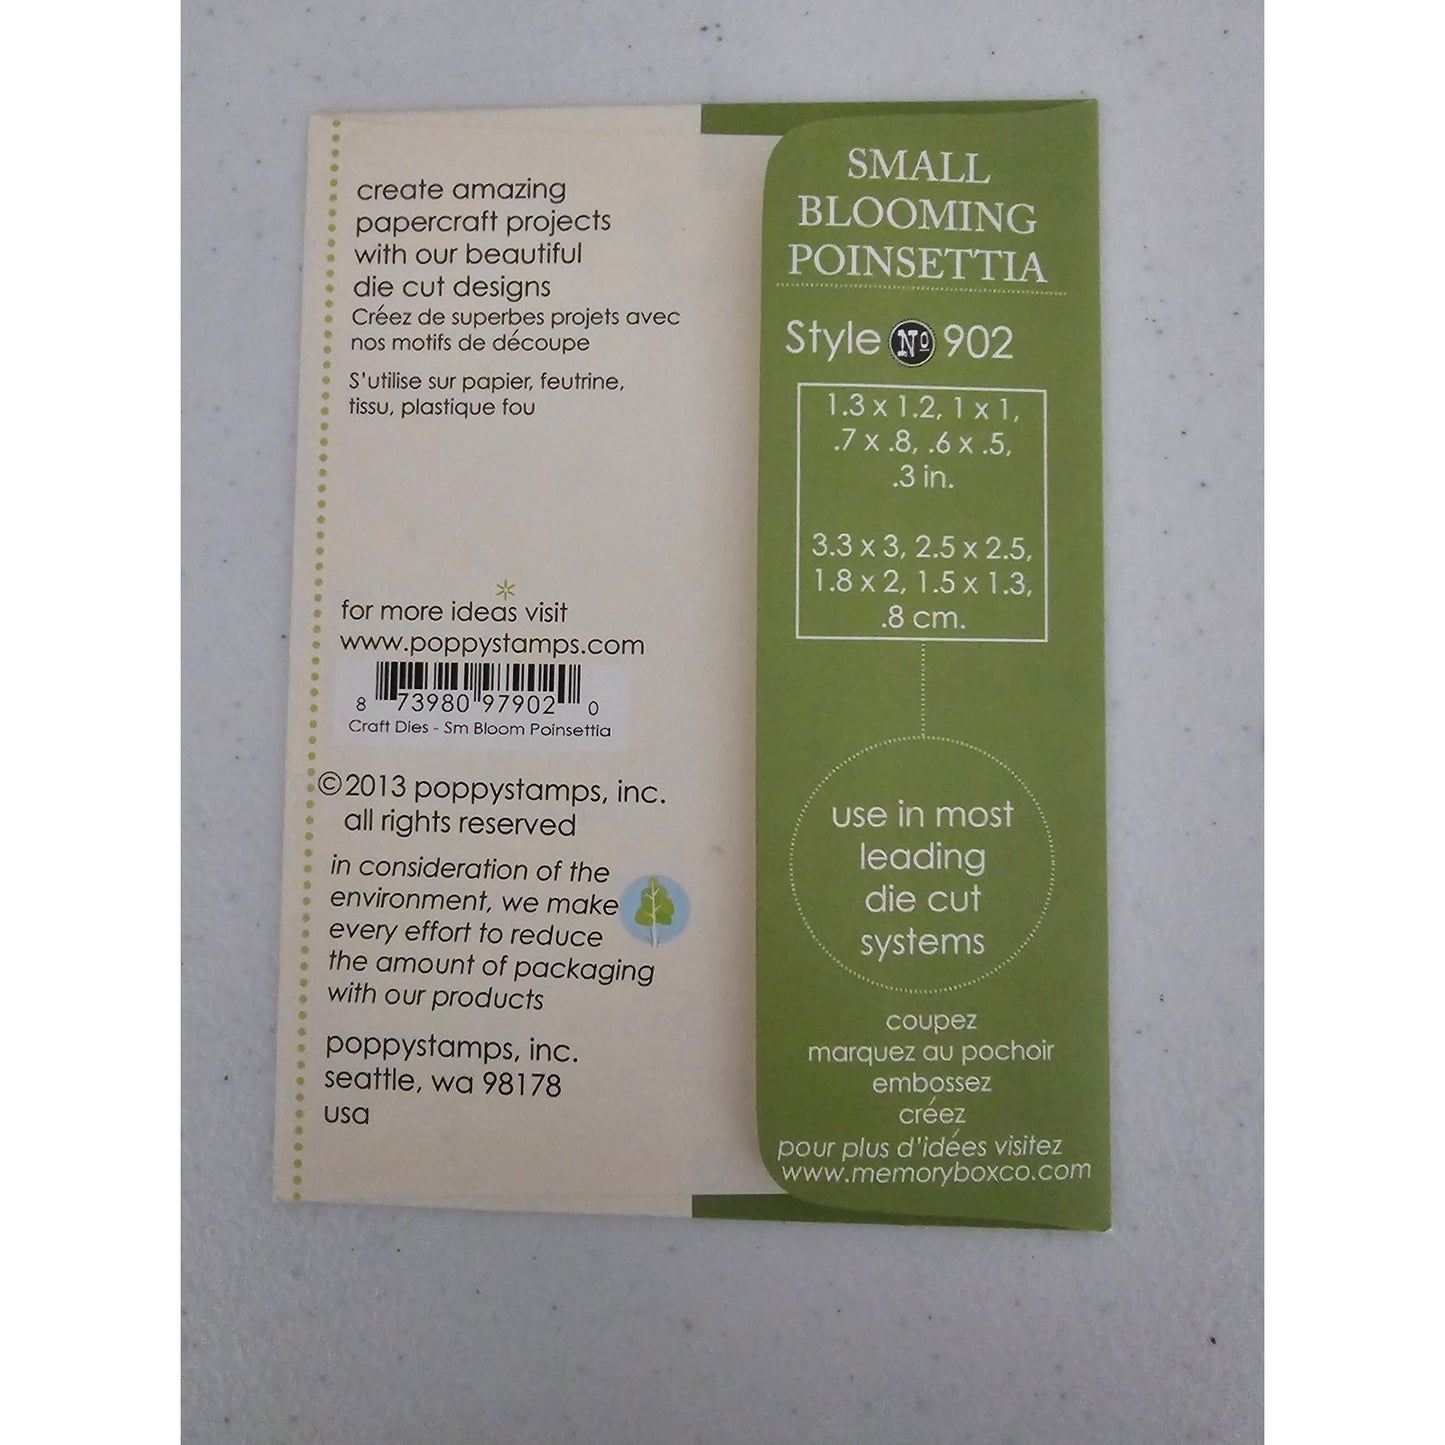 create amazing
papercraft projects
with our beautiful
die cut designs
Créez de superbes projets avec
nos motifs de découpe
S'utilise sur papier, feutrine,
tissu, plastique fou
for more ideas visit
www.poppystamps.com
8 73980 97902 0
Craft Dies - Sm Bloom Poinsettia
©2013 poppystamps, inc.
all rights reserved
in consideration of the
environment, we make
every effort to reduce
the amount of packaging
with our products
poppystamps, inc.
seattle, wa 98178
usa
SMALL
BLOOMING
POINSETTIA
Style No 902
1.3 x 1.2, 1 x 1,
.7 x .8, .6 x .5,
.3 in.
3.3 x 3, 2.5 x 2.5,
1.8 x 2, 1.5 x 1.3,
.8 cm.
use in most
leading
die cut
systems
coupez
marquez au pochoir
embossez
créez
pour plus d'idées visitez
www.memoryboxco.com